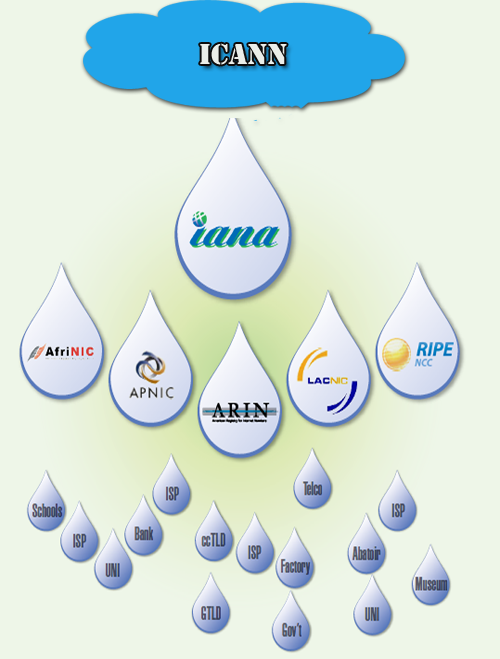 ICANN
iana
AfriNIC
APNIC
ARIN
American Registry for Internet Numbers
LACNIC
RIPE
NCC
Schools
ISP
UNI
Bank
ISP
ccTLD
ISP
Factory
GTLD
Gov't
Telco
ISP
Abatoir
UNI
Museum